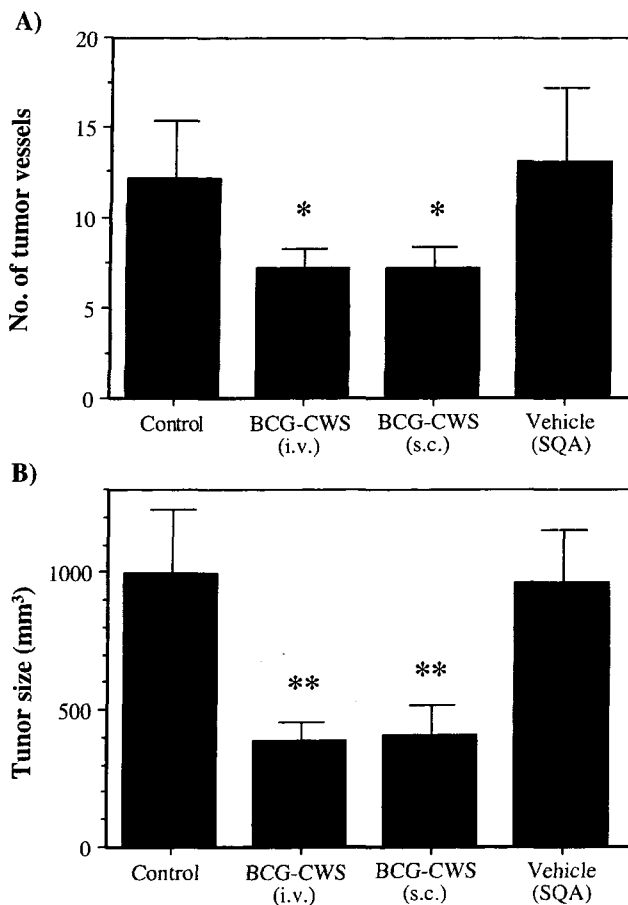 A)
No. of tumor vessels
20
15
10
5
0
* *
Control BCG-CWS BCG-CWS Vehicle
(i.v.) (s.c.) (SQA)
B)
Tunor size (mm³)
1000
500
0
** **
Control BCG-CWS BCG-CWS Vehicle
(i.v.) (s.c.) (SQA)